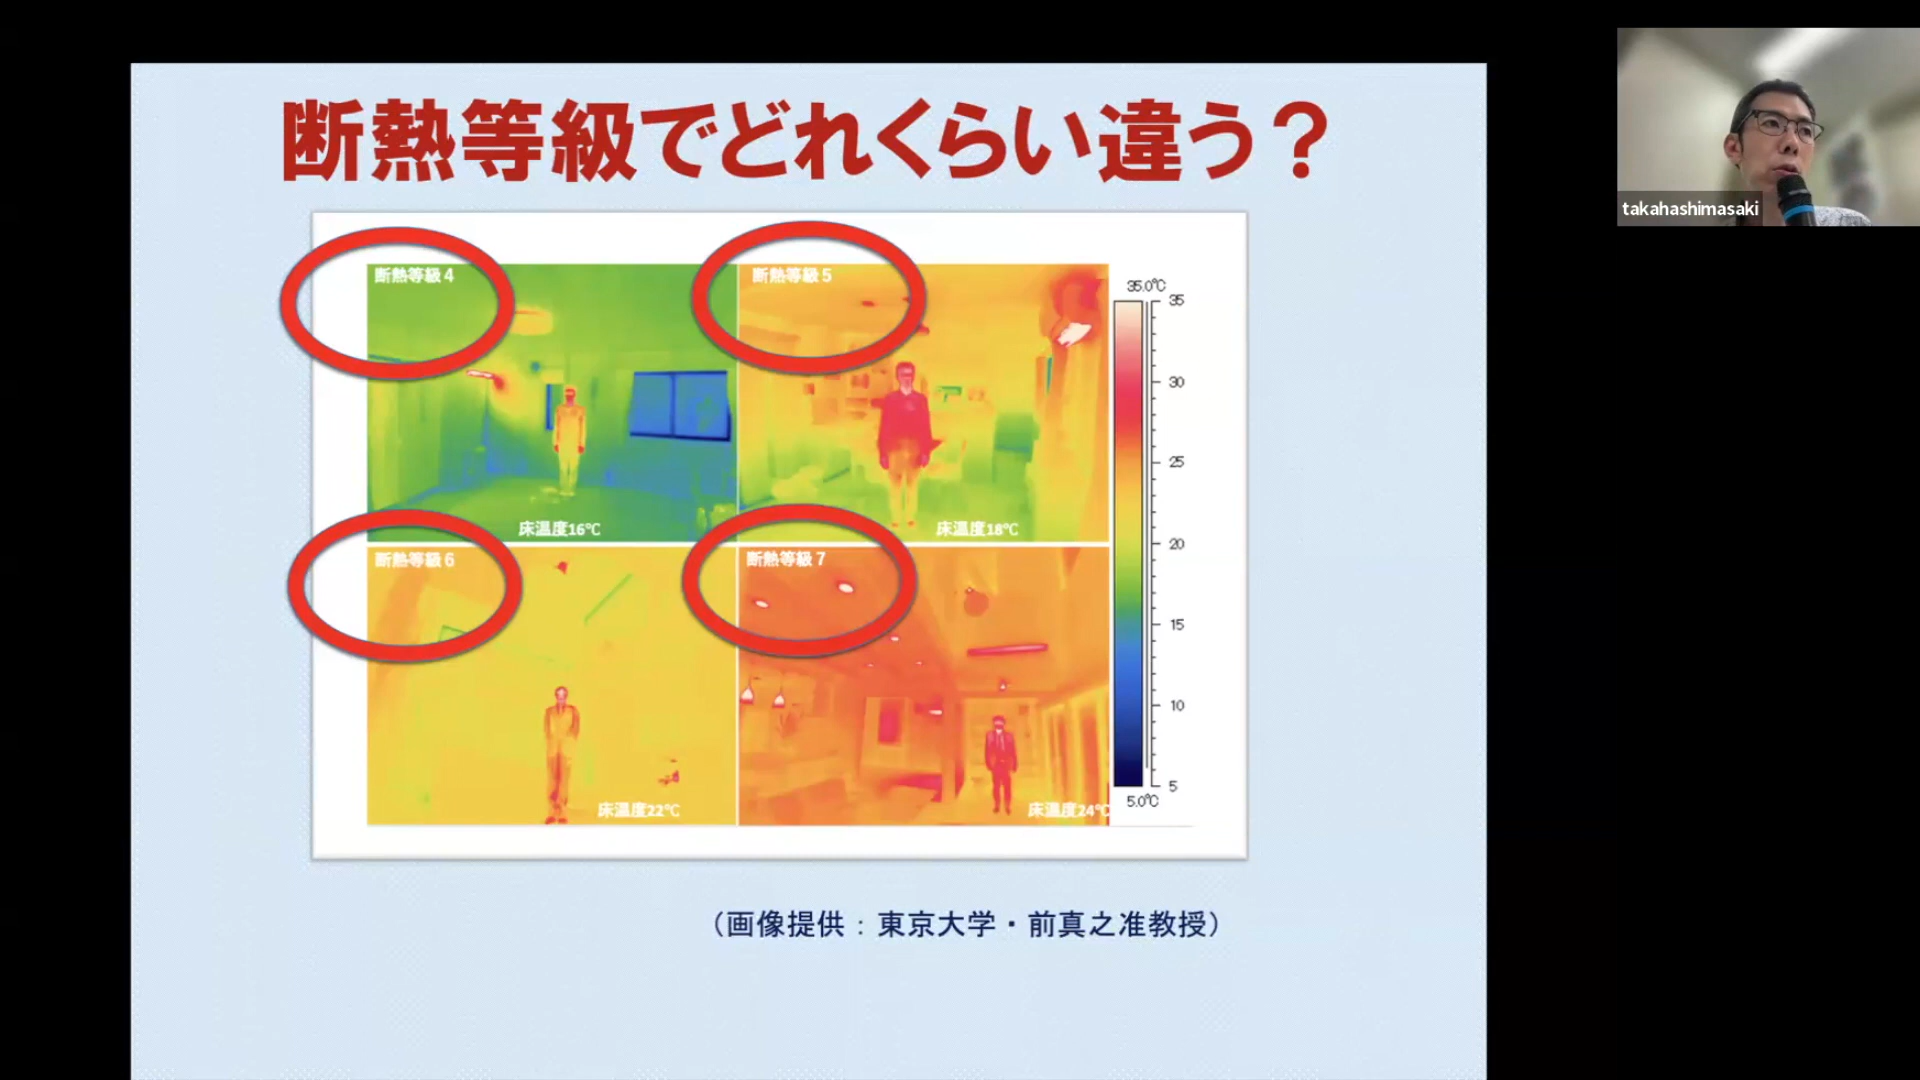 断熱等級でどれくらい違う？
takahashimasaki
断熱等級4
断熱等級5
35.0℃
35
30
25
20
15
10
5
5.0℃
床温度16℃
床温度18℃
断熱等級6
断熱等級7
床温度22℃
床温度24℃
（画像提供：東京大学・前真之准教授）